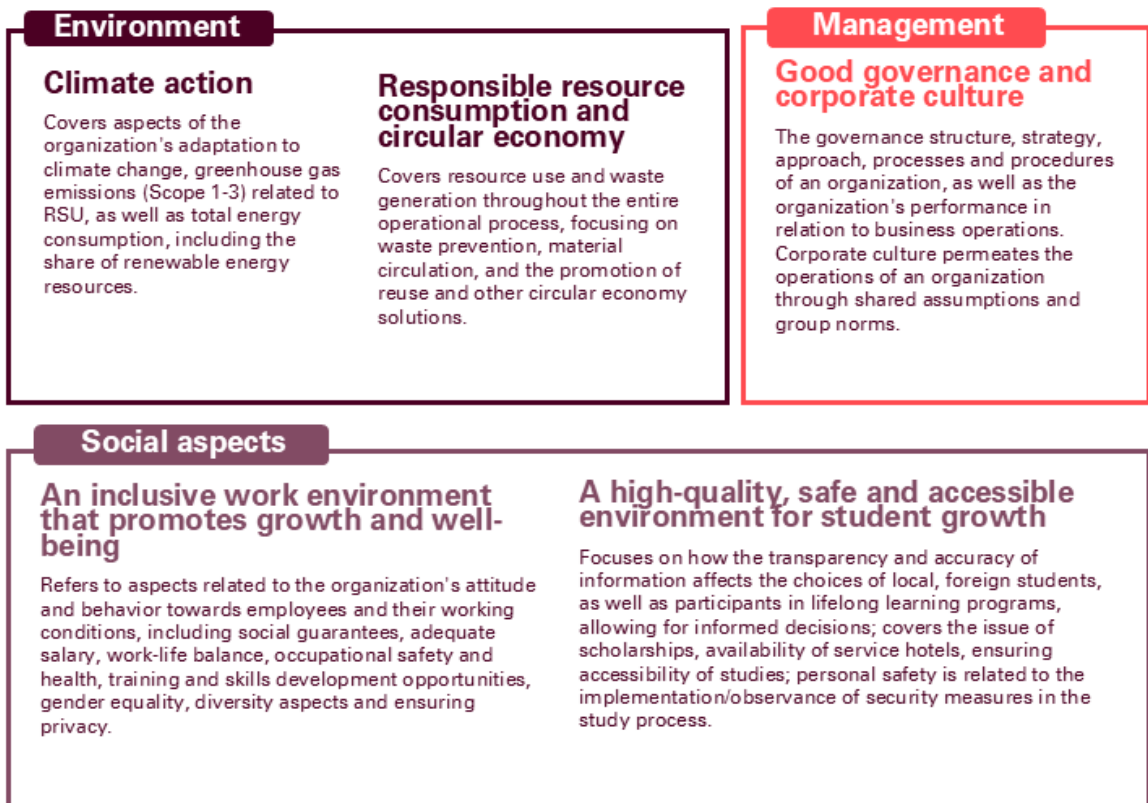 Environment
Climate action
Covers aspects of the
organization's adaptation to
climate change, greenhouse gas
emissions (Scope 1-3) related to
RSU, as well as total energy
consumption, including the
share of renewable energy
resources.
Responsible resource
consumption and
circular economy
Covers resource use and waste
generation throughout the entire
operational process, focusing on
waste prevention, material
circulation, and the promotion of
reuse and other circular economy
solutions.
Management
Good governance and
corporate culture
The governance structure, strategy,
approach, processes and procedures
of an organization, as well as the
organization's performance in
relation to business operations.
Corporate culture permeates the
operations of an organization
through shared assumptions and
group norms.
Social aspects
An inclusive work environment
that promotes growth and well-
being
Refers to aspects related to the organization's attitude
and behavior towards employees and their working
conditions, including social guarantees, adequate
salary, work-life balance, occupational safety and
health, training and skills development opportunities,
gender equality, diversity aspects and ensuring
privacy.
A high-quality, safe and accessible
environment for student growth
Focuses on how the transparency and accuracy of
information affects the choices of local, foreign students,
as well as participants in lifelong learning programs,
allowing for informed decisions; covers the issue of
scholarships, availability of service hotels, ensuring
accessibility of studies; personal safety is related to the
implementation/observance of security measures in the
study process.